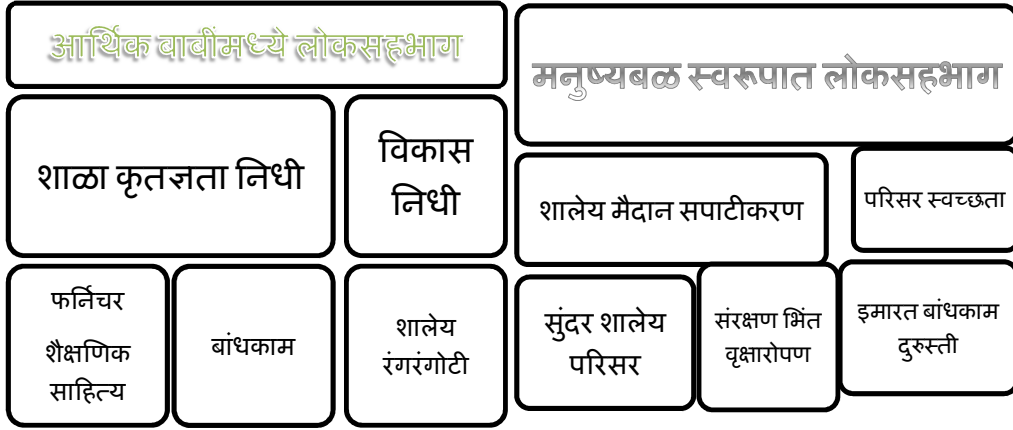 आर्थिक वावींमध्ये लोकसहभाग
शाळा कृतज्ञता निधी
विकास
निधी
फर्निचर
शैक्षणिक
साहित्य
बांधकाम
शालेय
रंगरंगोटी
मनुष्यबळ स्वरूपात लोकसहभाग
शालेय मैदान सपाटीकरण
परिसर स्वच्छता
सुंदर शालेय
परिसर
संरक्षण भिंत
वृक्षारोपण
इमारत बांधकाम
दुरुस्ती